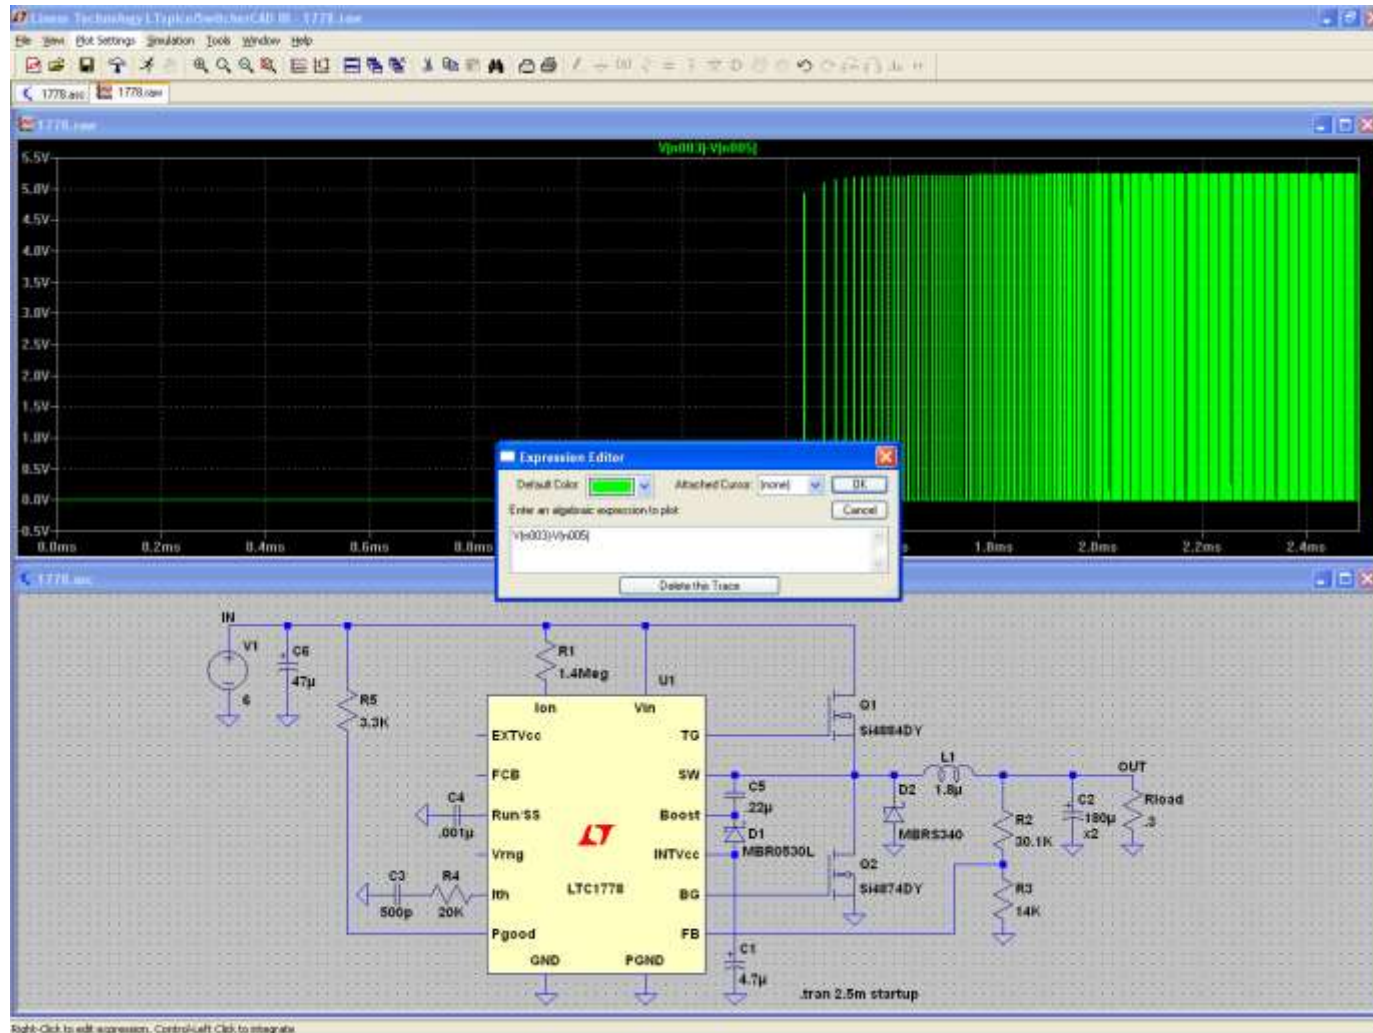 Linear Technology LTspice/SwitcherCAD III - 1778.raw
File View Plot Settings Simulation Tools Window Help
1778.asc 1778.raw
1778.raw
V(n003)-V(n005)
5.5V
5.0V
4.5V
4.0V
3.5V
3.0V
2.5V
2.0V
1.5V
1.0V
0.5V
0.0V
-0.5V
0.0ms 0.2ms 0.4ms 0.6ms 0.8ms 1.8ms 2.0ms 2.2ms 2.4ms
Expression Editor
Default Color: Attached Cursor: (none) OK
Enter an algebraic expression to plot: Cancel
V(n003)-V(n005)
Delete this Trace
1778.asc
IN
V1
6
C6
47µ
R5
3.3K
R1
1.4Meg
U1
Ion Vin
EXTVcc TG
FCB SW
Run/SS Boost
Vrng INTVcc
LTC1778
Ith BG
Pgood FB
GND PGND
C4
.001µ
C3
500p
R4
20K
C5
.22µ
D1
MBR0530L
C1
4.7µ
Q1
Si4884DY
Q2
Si4874DY
D2
MBRS340
L1
1.8µ
R2
30.1K
R3
14K
C2
180µ
x2
OUT
Rload
.3
.tran 2.5m startup
Right-Click to edit expression. Control-Left Click to integrate